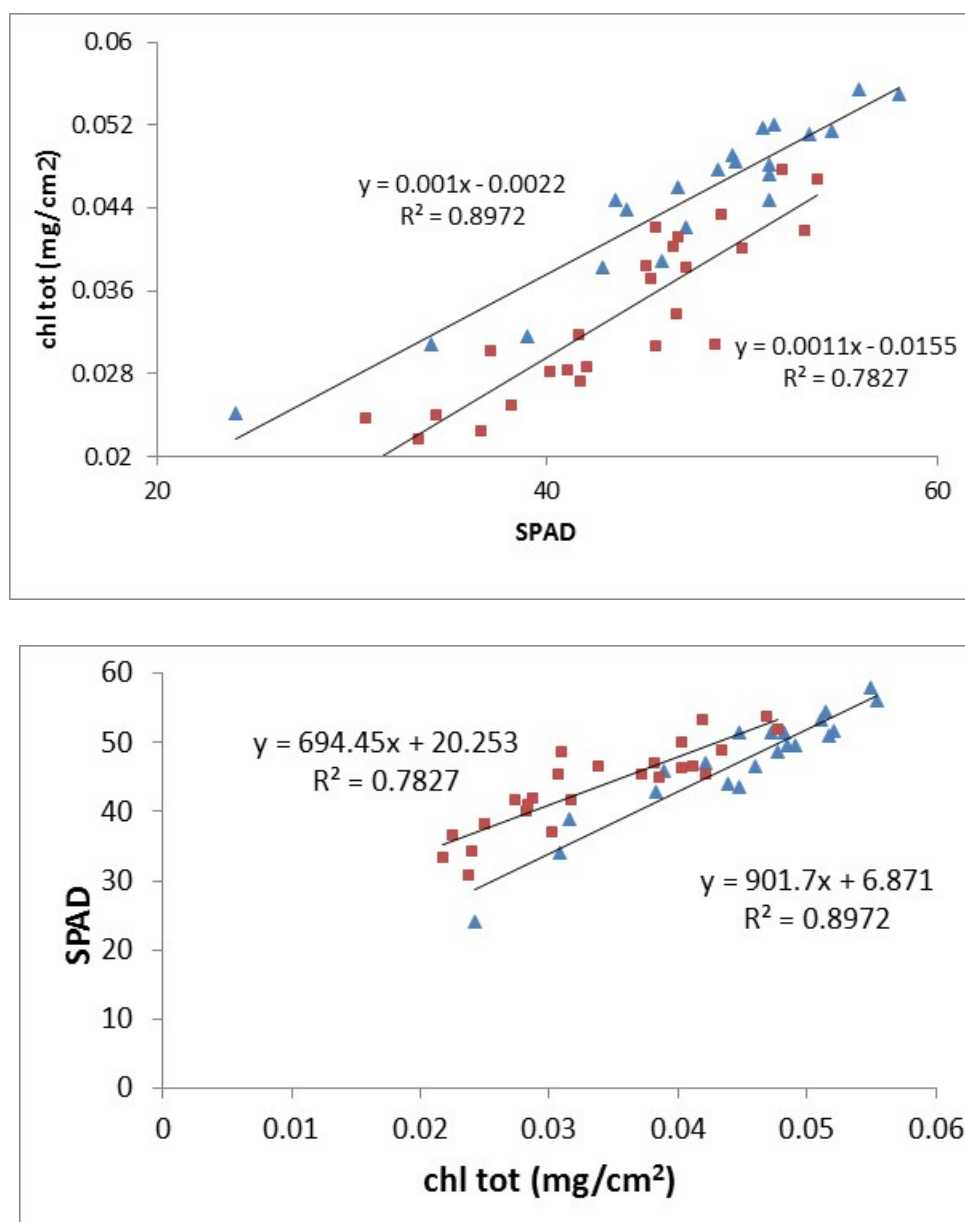 0.06
0.052
0.044
0.036
0.028
0.02
chl tot (mg/cm2)
y = 0.001x - 0.0022
R² = 0.8972
y = 0.0011x - 0.0155
R² = 0.7827
20
40
60
SPAD
60
50
40
30
20
10
0
SPAD
y = 694.45x + 20.253
R² = 0.7827
y = 901.7x + 6.871
R² = 0.8972
0
0.01
0.02
0.03
0.04
0.05
0.06
chl tot (mg/cm²)